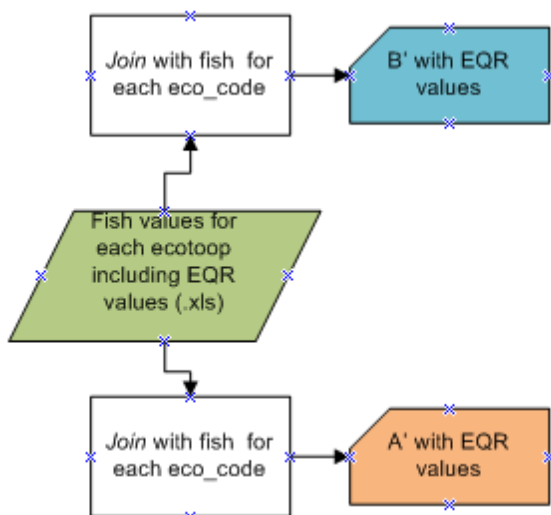 Join with fish for
each eco_code
B' with EQR
values
Fish values for
each ecotoop
including EQR
values (.xls)
Join with fish for
each eco_code
A' with EQR
values